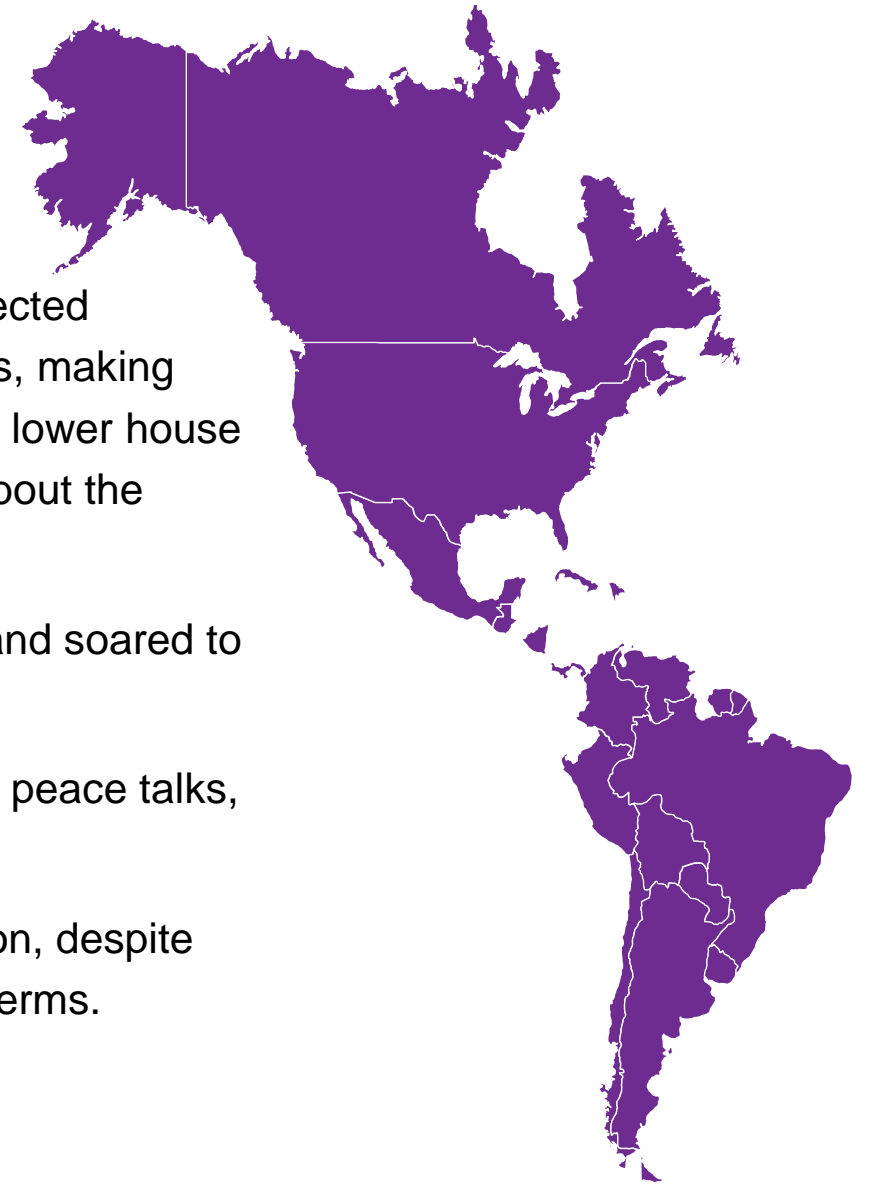 ected
s, making
lower house
bout the
and soared to
peace talks,
on, despite
erms.